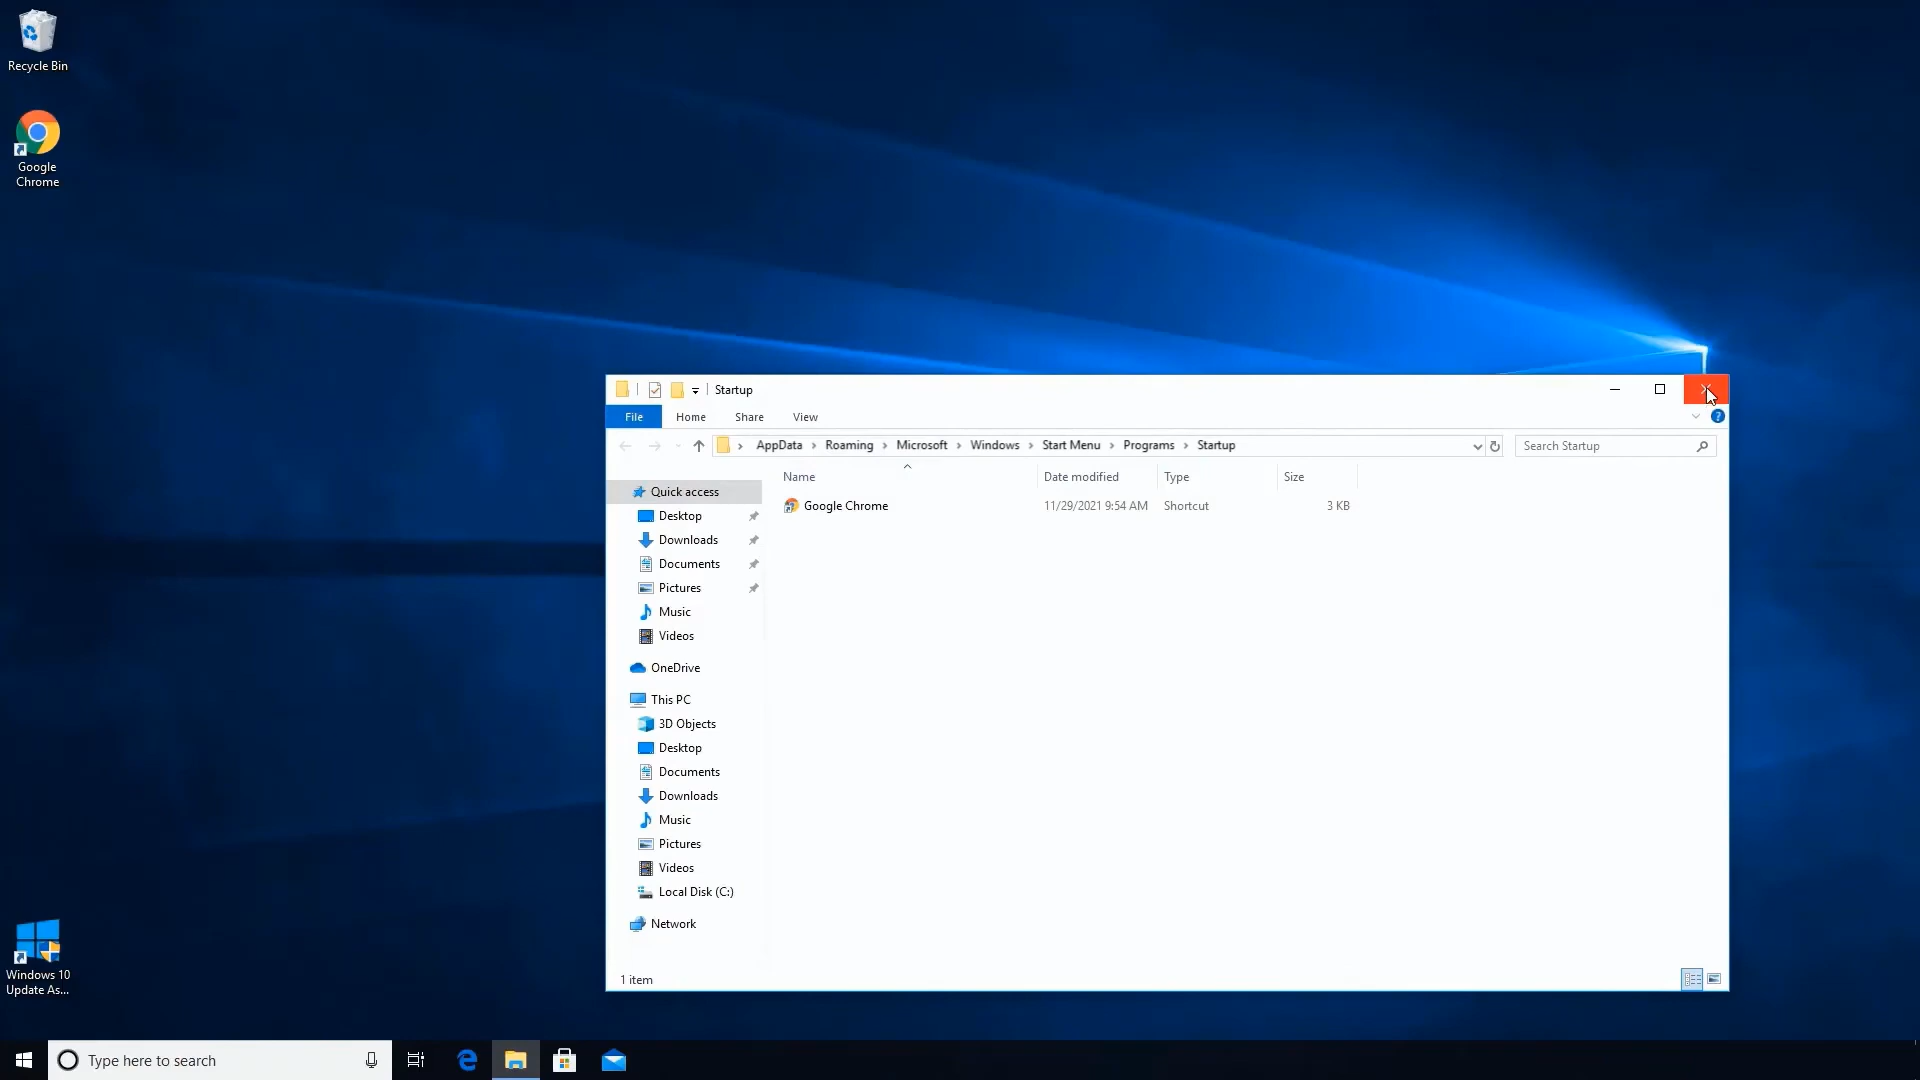 Recycle Bin
Google
Chrome
Windows 10
Update As...
Startup
File Home Share View
AppData Roaming Microsoft Windows Start Menu Programs Startup
Search Startup
Name Date modified Type Size
Google Chrome 11/29/2021 9:54 AM Shortcut 3 KB
Quick access
Desktop
Downloads
Documents
Pictures
Music
Videos
OneDrive
This PC
3D Objects
Desktop
Documents
Downloads
Music
Pictures
Videos
Local Disk (C:)
Network
1 item
Type here to search